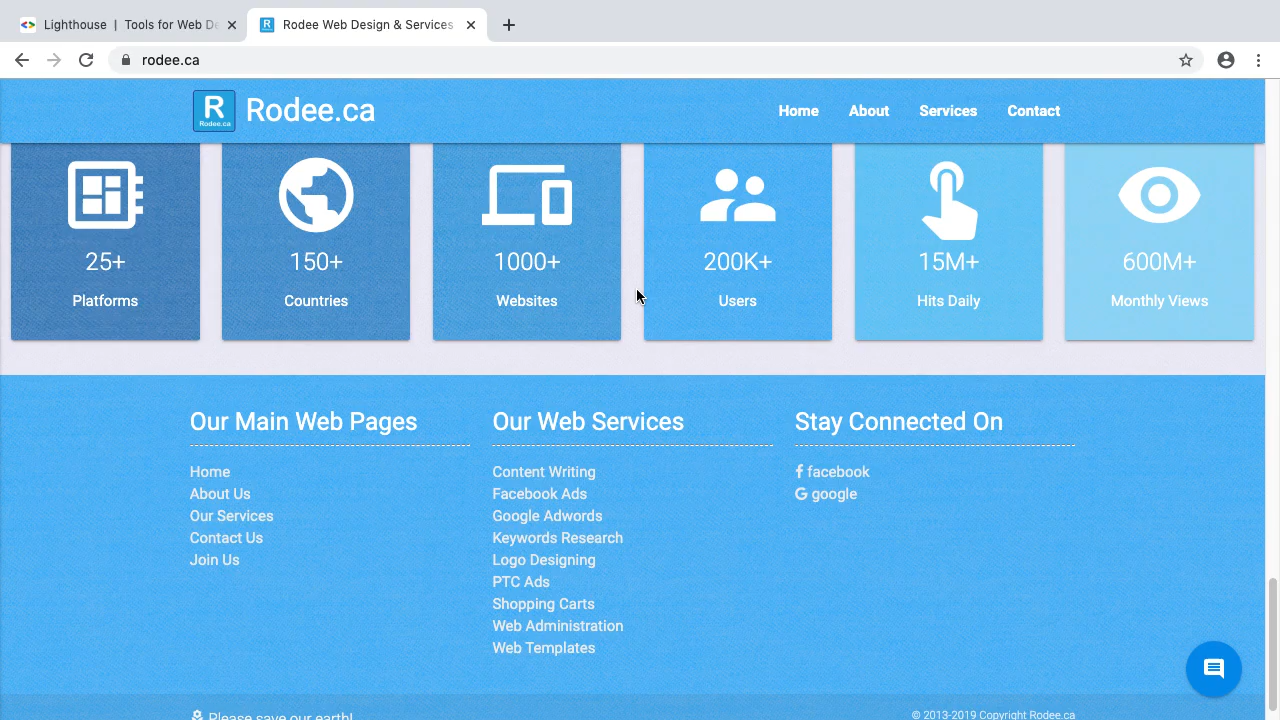 Lighthouse | Tools for Web De
Rodee Web Design & Services
rodee.ca
R
Rodee.ca
Rodee.ca
Home About Services Contact
25+ 150+ 1000+ 200K+ 15M+ 600M+
Platforms Countries Websites Users Hits Daily Monthly Views
Our Main Web Pages
Home
About Us
Our Services
Contact Us
Join Us
Our Web Services
Content Writing
Facebook Ads
Google Adwords
Keywords Research
Logo Designing
PTC Ads
Shopping Carts
Web Administration
Web Templates
Stay Connected On
facebook
google
Please save our earth!
© 2013-2019 Copyright Rodee.ca